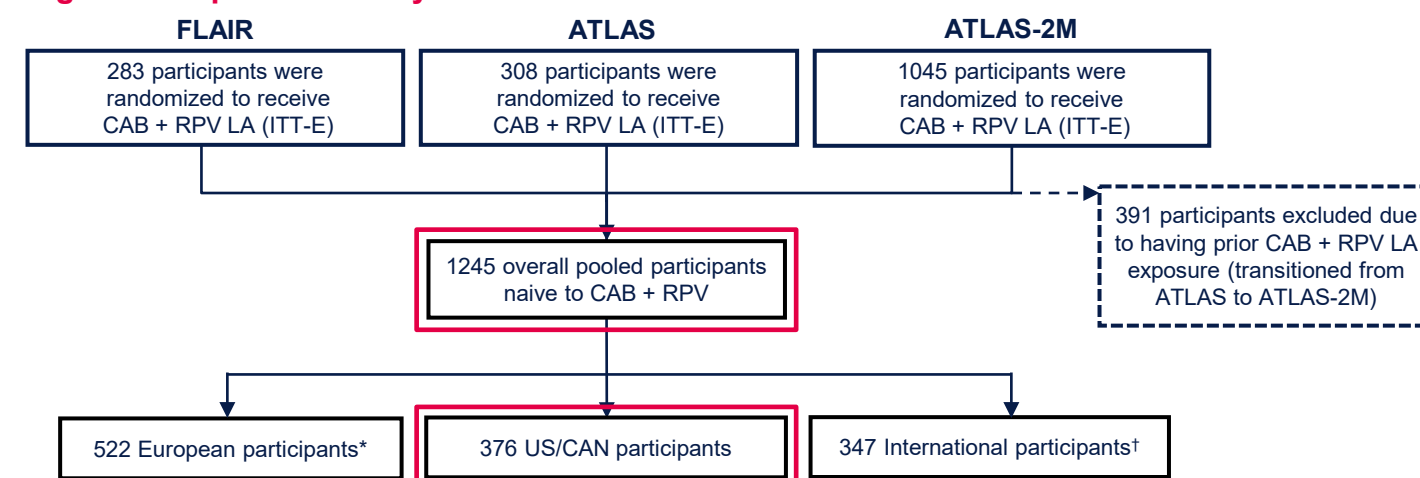 FLAIR
283 participants were
randomized to receive
CAB + RPV LA (ITT-E)
ATLAS
308 participants were
randomized to receive
CAB + RPV LA (ITT-E)
ATLAS-2M
1045 participants were
randomized to receive
CAB + RPV LA (ITT-E)
391 participants excluded due
to having prior CAB + RPV LA
exposure (transitioned from
ATLAS to ATLAS-2M)
1245 overall pooled participants
naive to CAB + RPV
522 European participants*
376 US/CAN participants
347 International participants†